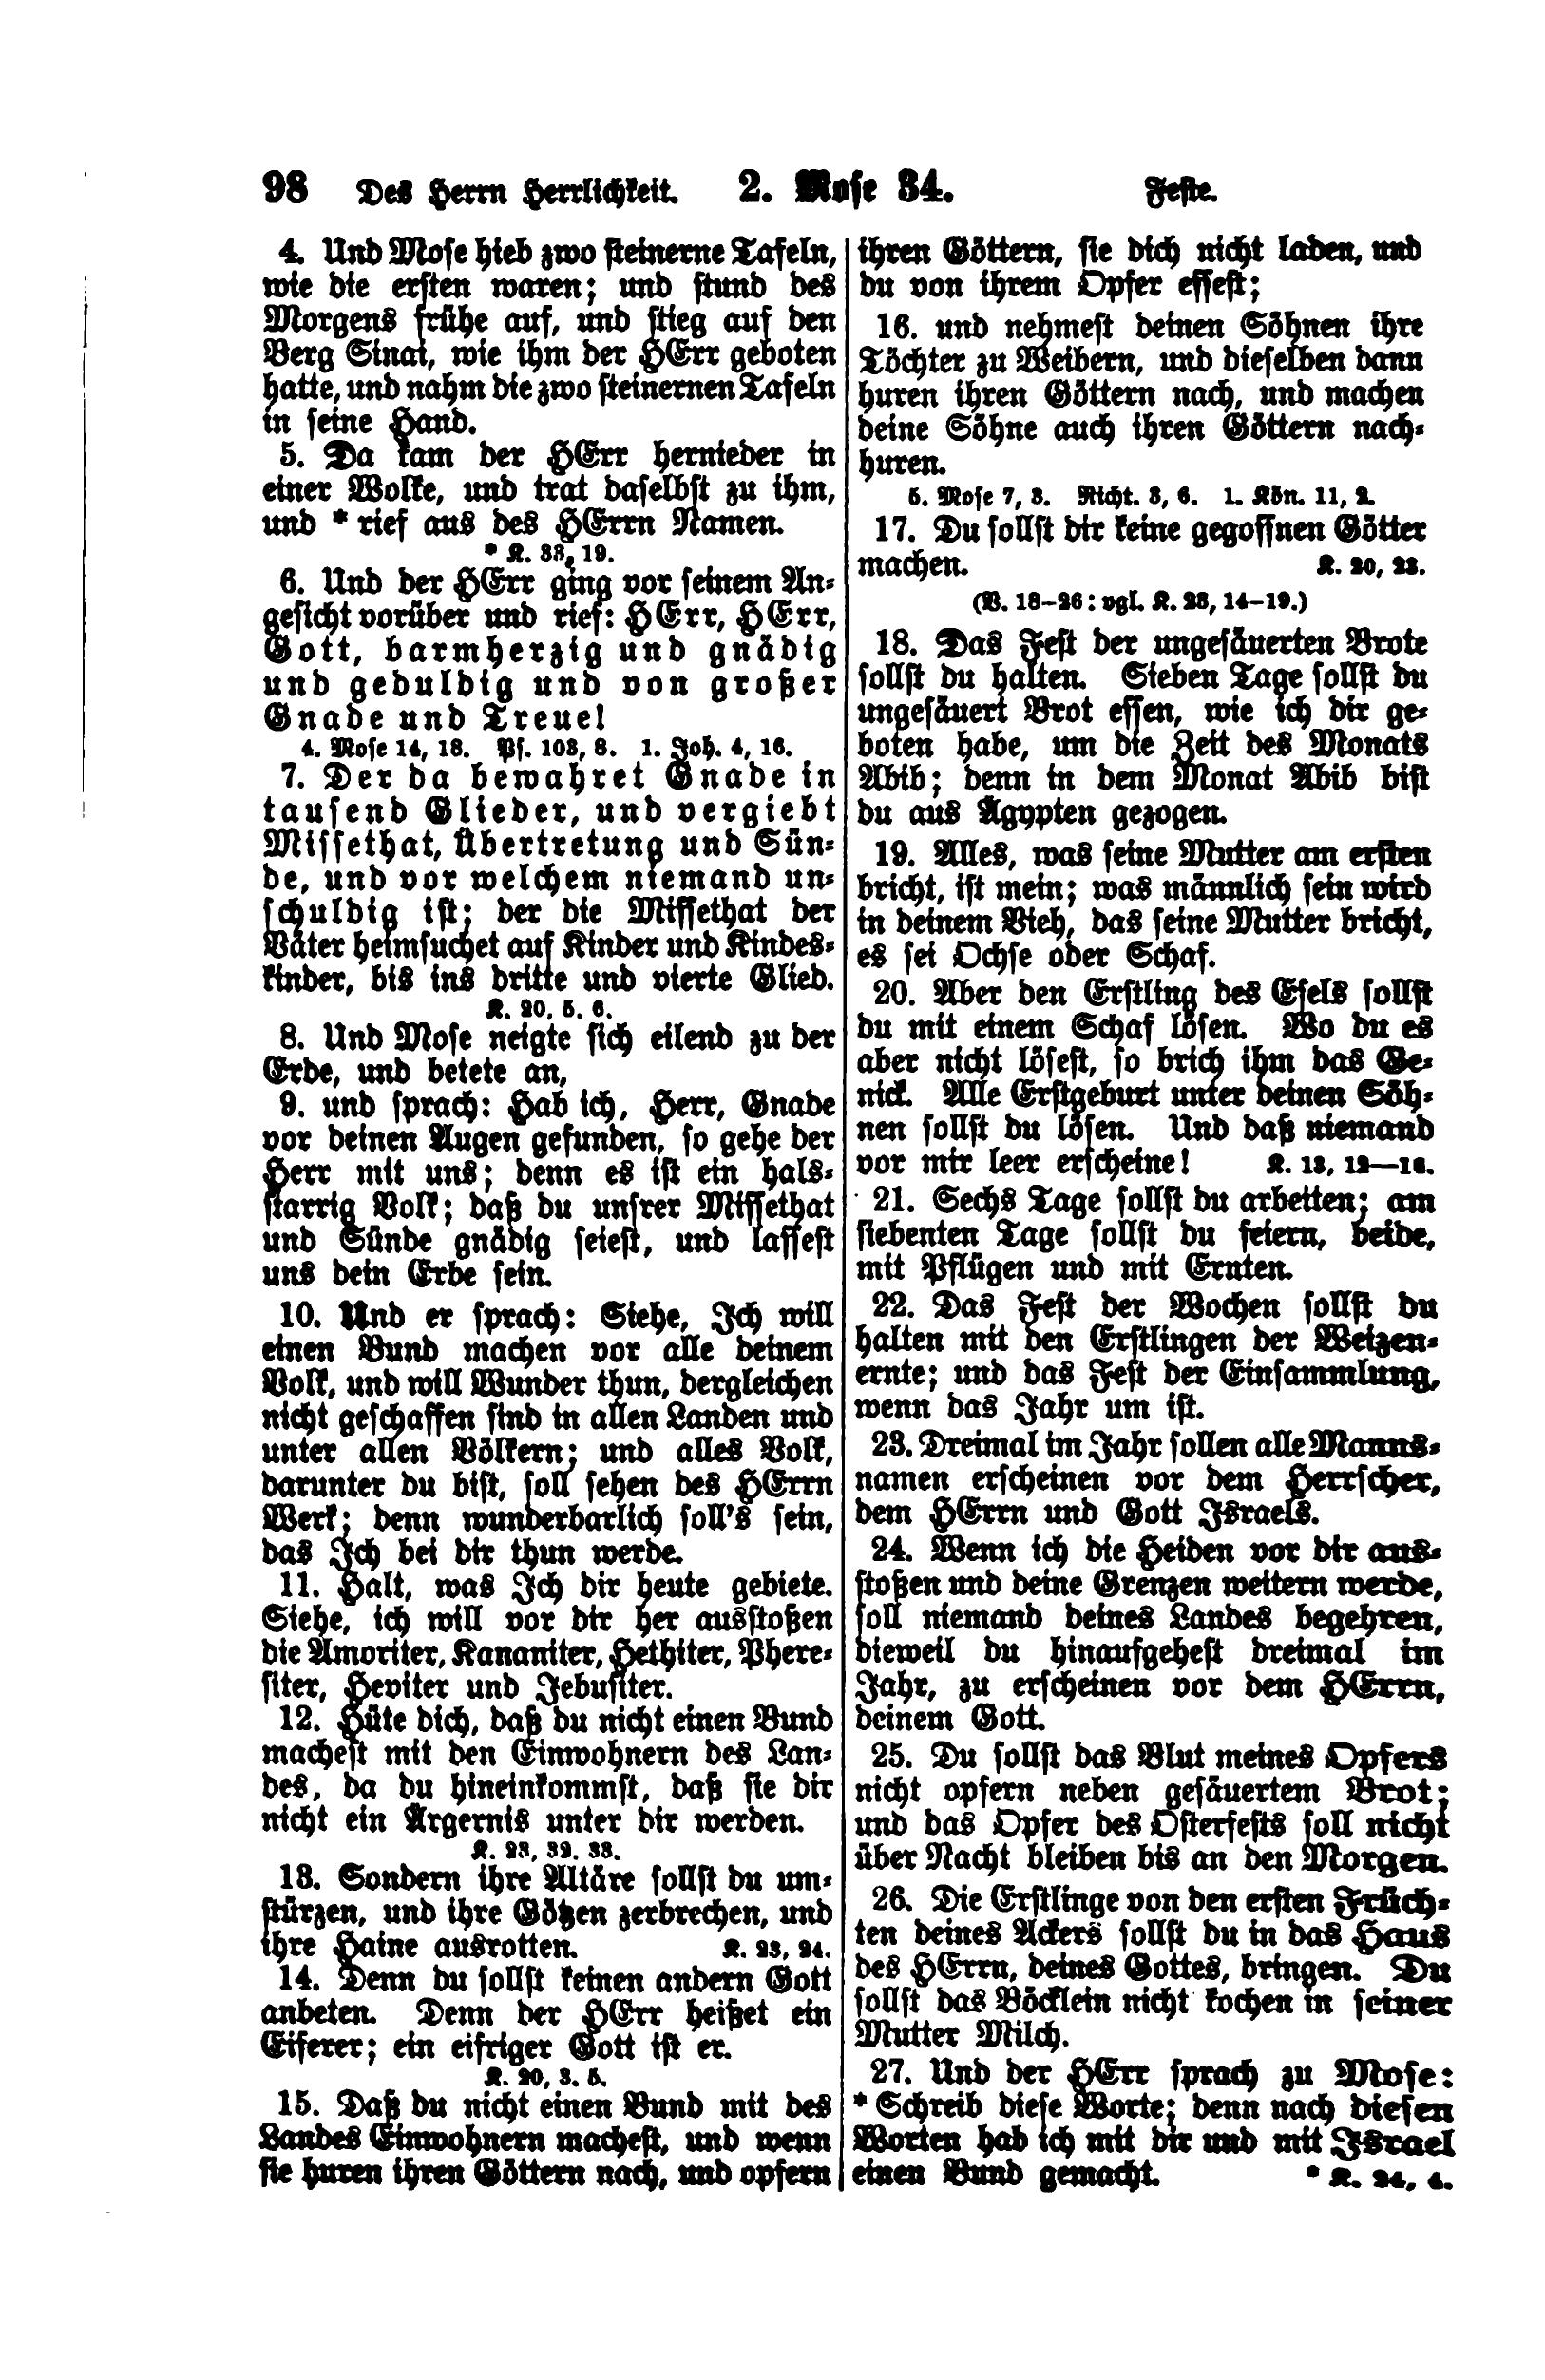 98 Des Herrn Herrlichkeit. 2. Mose 34. Feste.
4. Und Mose hieb zwo steinerne Tafeln,
wie die ersten waren; und stund des
Morgens frühe auf, und stieg auf den
Berg Sinai, wie ihm der HErr geboten
hatte, und nahm die zwo steinernen Tafeln
in seine Hand.
5. Da kam der HErr hernieder in
einer Wolke, und trat daselbst zu ihm,
und * rief aus des HErrn Namen.
* K. 33, 19.
6. Und der HErr ging vor seinem An-
gesicht vorüber und rief: HErr, HErr,
Gott, barmherzig und gnädig
und geduldig und von großer
Gnade und Treue!
4. Mose 14, 18. Ps. 103, 8. 1. Joh. 4, 16.
7. Der da bewahret Gnade in
tausend Glieder, und vergiebt
Missethat, Übertretung und Sün-
de, und vor welchem niemand un-
schuldig ist; der die Missethat der
Väter heimsuchet auf Kinder und Kindes-
kinder, bis ins dritte und vierte Glied.
K. 20, 5. 6.
8. Und Mose neigte sich eilend zu der
Erde, und betete an,
9. und sprach: Hab ich, Herr, Gnade
vor deinen Augen gefunden, so gehe der
Herr mit uns; denn es ist ein hals-
starrig Volk; daß du unsrer Missethat
und Sünde gnädig seiest, und lassest
uns dein Erbe sein.
10. Und er sprach: Siehe, Ich will
einen Bund machen vor alle deinem
Volk, und will Wunder thun, dergleichen
nicht geschaffen sind in allen Landen und
unter allen Völkern; und alles Volk,
darunter du bist, soll sehen des HErrn
Werk; denn wunderbarlich soll's sein,
das Ich bei dir thun werde.
11. Halt, was Ich dir heute gebiete.
Siehe, ich will vor dir her ausstoßen
die Amoriter, Kananiter, Hethiter, Phere-
siter, Heviter und Jebusiter.
12. Hüte dich, daß du nicht einen Bund
machest mit den Einwohnern des Lan-
des, da du hineinkommst, daß sie dir
nicht ein Ärgernis unter dir werden.
K. 23, 32. 33.
13. Sondern ihre Altäre sollst du um-
stürzen, und ihre Götzen zerbrechen, und
ihre Haine ausrotten. K. 23, 24.
14. Denn du sollst keinen andern Gott
anbeten. Denn der HErr heißet ein
Eiferer; ein eifriger Gott ist er.
K. 20, 3. 5.
15. Daß du nicht einen Bund mit des
Landes Einwohnern machest, und wenn
sie huren ihren Göttern nach, und opfern
ihren Göttern, sie dich nicht laden, und
du von ihrem Opfer essest;
16. und nehmest deinen Söhnen ihre
Töchter zu Weibern, und dieselben dann
huren ihren Göttern nach, und machen
deine Söhne auch ihren Göttern nach-
huren.
5. Mose 7, 3. Richt. 3, 6. 1. Kön. 11, 2.
17. Du sollst dir keine gegossnen Götter
machen. K. 20, 23.
(V. 18–26: vgl. K. 23, 14–19.)
18. Das Fest der ungesäuerten Brote
sollst du halten. Sieben Tage sollst du
ungesäuert Brot essen, wie ich dir ge-
boten habe, um die Zeit des Monats
Abib; denn in dem Monat Abib bist
du aus Ägypten gezogen.
19. Alles, was seine Mutter am ersten
bricht, ist mein; was männlich sein wird
in deinem Vieh, das seine Mutter bricht,
es sei Ochse oder Schaf.
20. Aber den Erstling des Esels sollst
du mit einem Schaf lösen. Wo du es
aber nicht lösest, so brich ihm das Ge-
nick. Alle Erstgeburt unter deinen Söh-
nen sollst du lösen. Und daß niemand
vor mir leer erscheine! K. 13, 12—16.
21. Sechs Tage sollst du arbeiten; am
siebenten Tage sollst du feiern, beide,
mit Pflügen und mit Ernten.
22. Das Fest der Wochen sollst du
halten mit den Erstlingen der Weizen-
ernte; und das Fest der Einsammlung,
wenn das Jahr um ist.
23. Dreimal im Jahr sollen alle Manns-
namen erscheinen vor dem Herrscher,
dem HErrn und Gott Israels.
24. Wenn ich die Heiden vor dir aus-
stoßen und deine Grenzen weitern werde,
soll niemand deines Landes begehren,
dieweil du hinaufgehest dreimal im
Jahr, zu erscheinen vor dem HErrn,
deinem Gott.
25. Du sollst das Blut meines Opfers
nicht opfern neben gesäuertem Brot;
und das Opfer des Osterfests soll nicht
über Nacht bleiben bis an den Morgen.
26. Die Erstlinge von den ersten Früch-
ten deines Ackers sollst du in das Haus
des HErrn, deines Gottes, bringen. Du
sollst das Böcklein nicht kochen in seiner
Mutter Milch.
27. Und der HErr sprach zu Mose:
* Schreib diese Worte; denn nach diesen
Worten hab ich mit dir und mit Israel
einen Bund gemacht. * K. 24, 4.